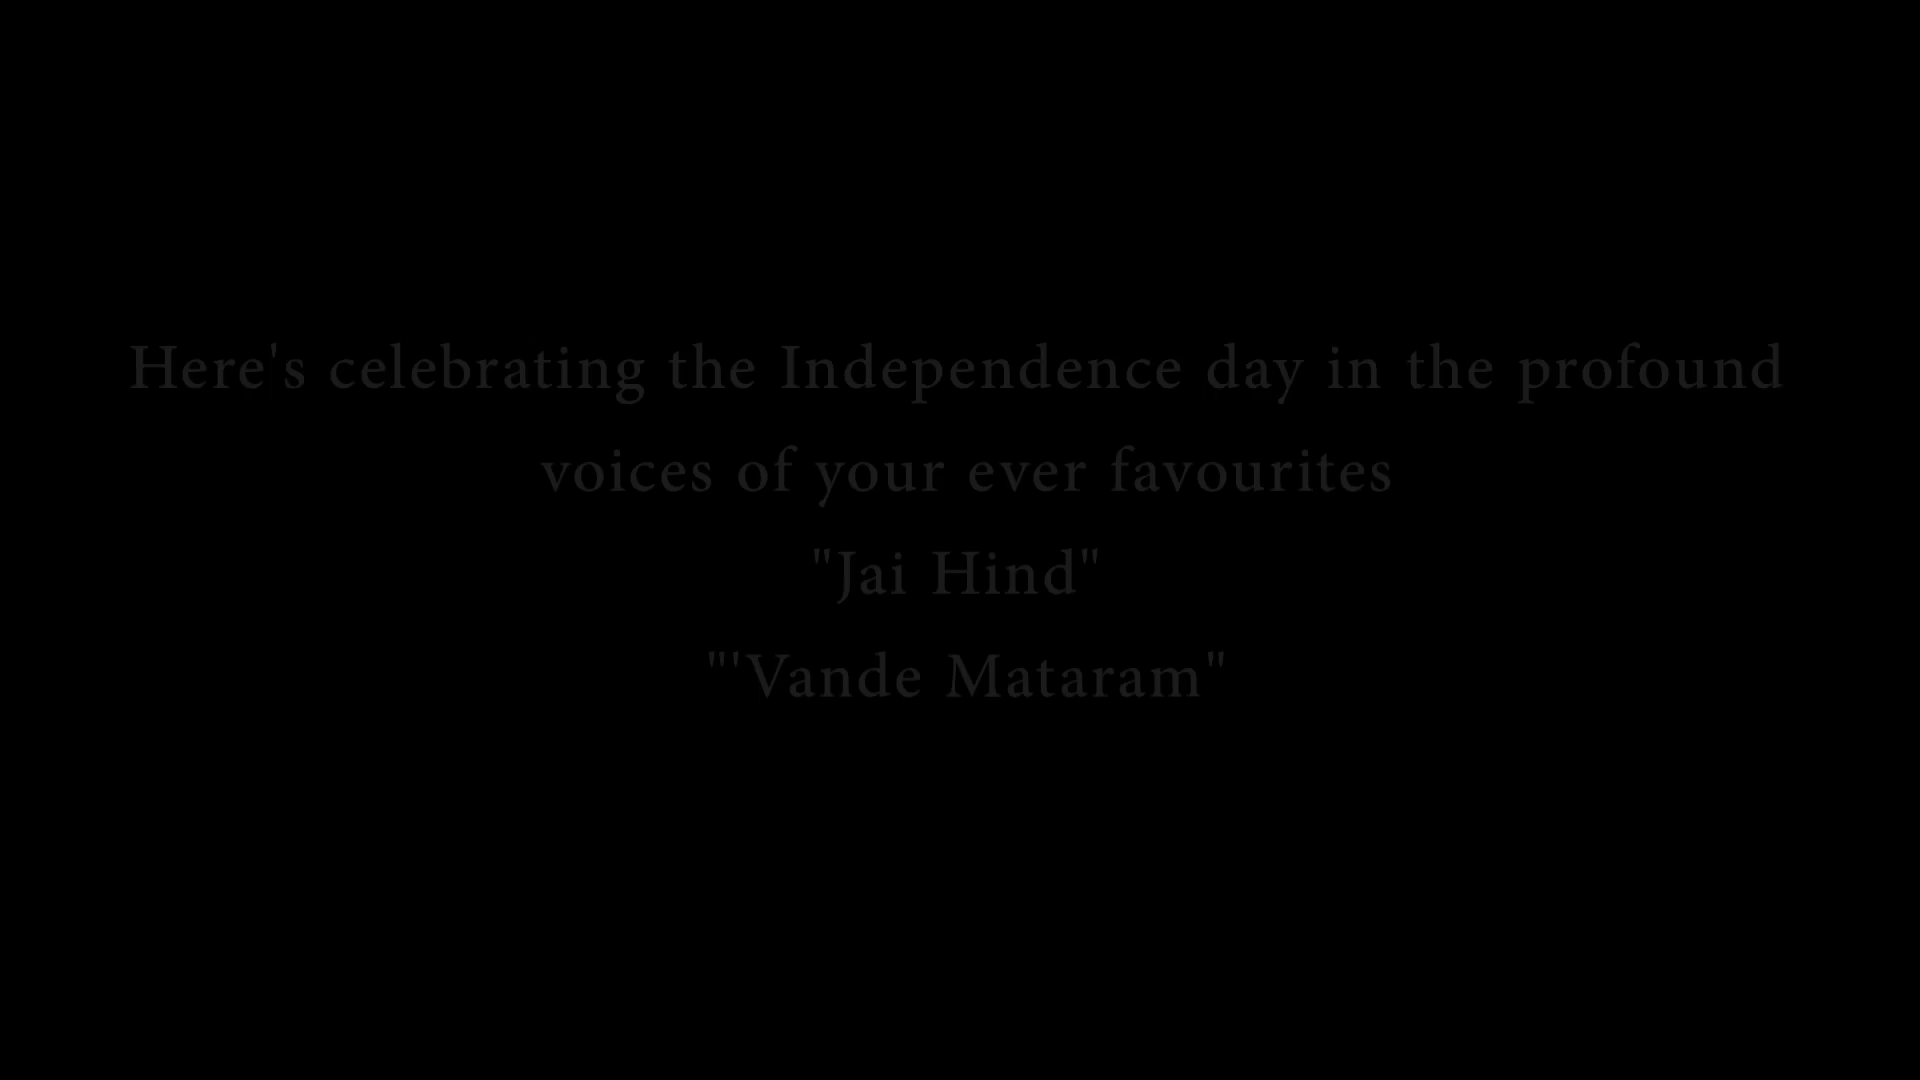 Here's celebrating the Independence day in the profound
voices of your ever favourites
"Jai Hind"
"'Vande Mataram"